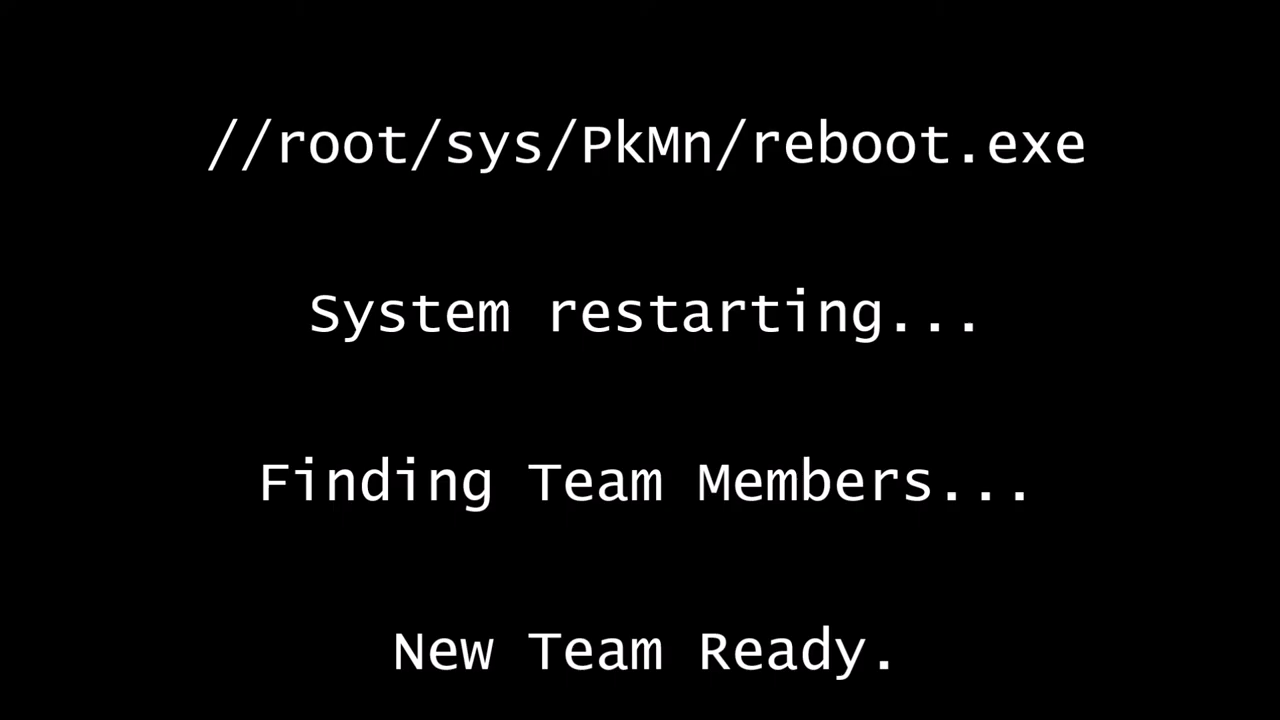 //root/sys/PkMn/reboot.exe
System restarting...
Finding Team Members...
New Team Ready.